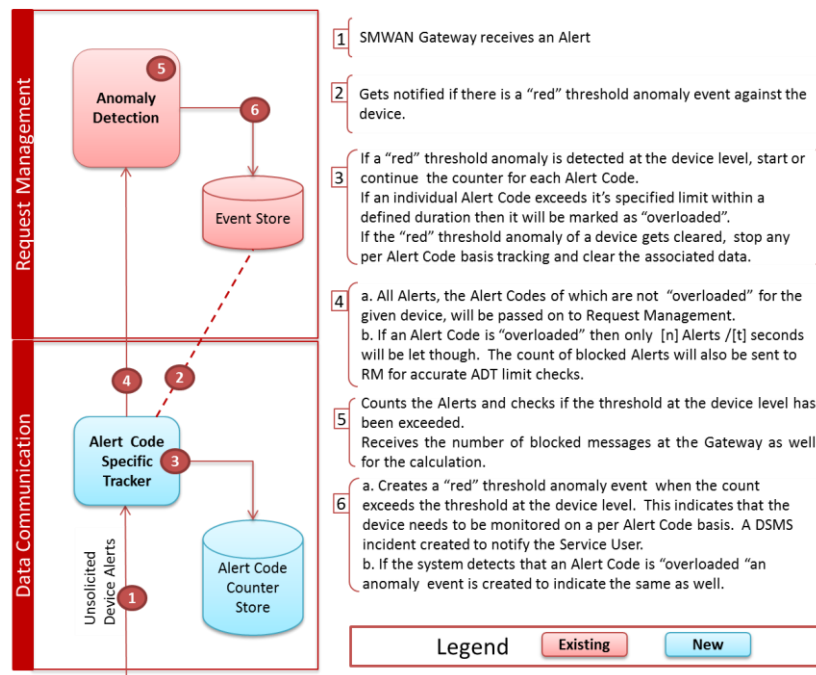 Request Management
5
Anomaly
Detection
6
Event Store
4
2
Data Communication
Alert Code
Specific
Tracker
3
Alert Code
Counter
Store
Unsolicited
Device Alerts
1
1
SMWAN Gateway receives an Alert
2
Gets notified if there is a “red” threshold anomaly event against the
device.
3
If a “red” threshold anomaly is detected at the device level, start or
continue the counter for each Alert Code.
If an individual Alert Code exceeds it’s specified limit within a
defined duration then it will be marked as “overloaded”.
If the “red” threshold anomaly of a device gets cleared, stop any
per Alert Code basis tracking and clear the associated data.
4
a. All Alerts, the Alert Codes of which are not “overloaded” for the
given device, will be passed on to Request Management.
b. If an Alert Code is “overloaded” then only [n] Alerts /[t] seconds
will be let though. The count of blocked Alerts will also be sent to
RM for accurate ADT limit checks.
5
Counts the Alerts and checks if the threshold at the device level has
been exceeded.
Receives the number of blocked messages at the Gateway as well
for the calculation.
6
a. Creates a “red” threshold anomaly event when the count
exceeds the threshold at the device level. This indicates that the
device needs to be monitored on a per Alert Code basis. A DSMS
incident created to notify the Service User.
b. If the system detects that an Alert Code is “overloaded “an
anomaly event is created to indicate the same as well.
Legend
Existing
New